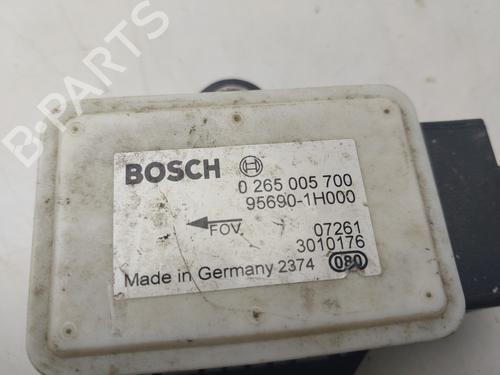 B-PARTS
BOSCH
0 265 005 700
95690-1H000
FOV
07261
3010176
Made in Germany 2374 080